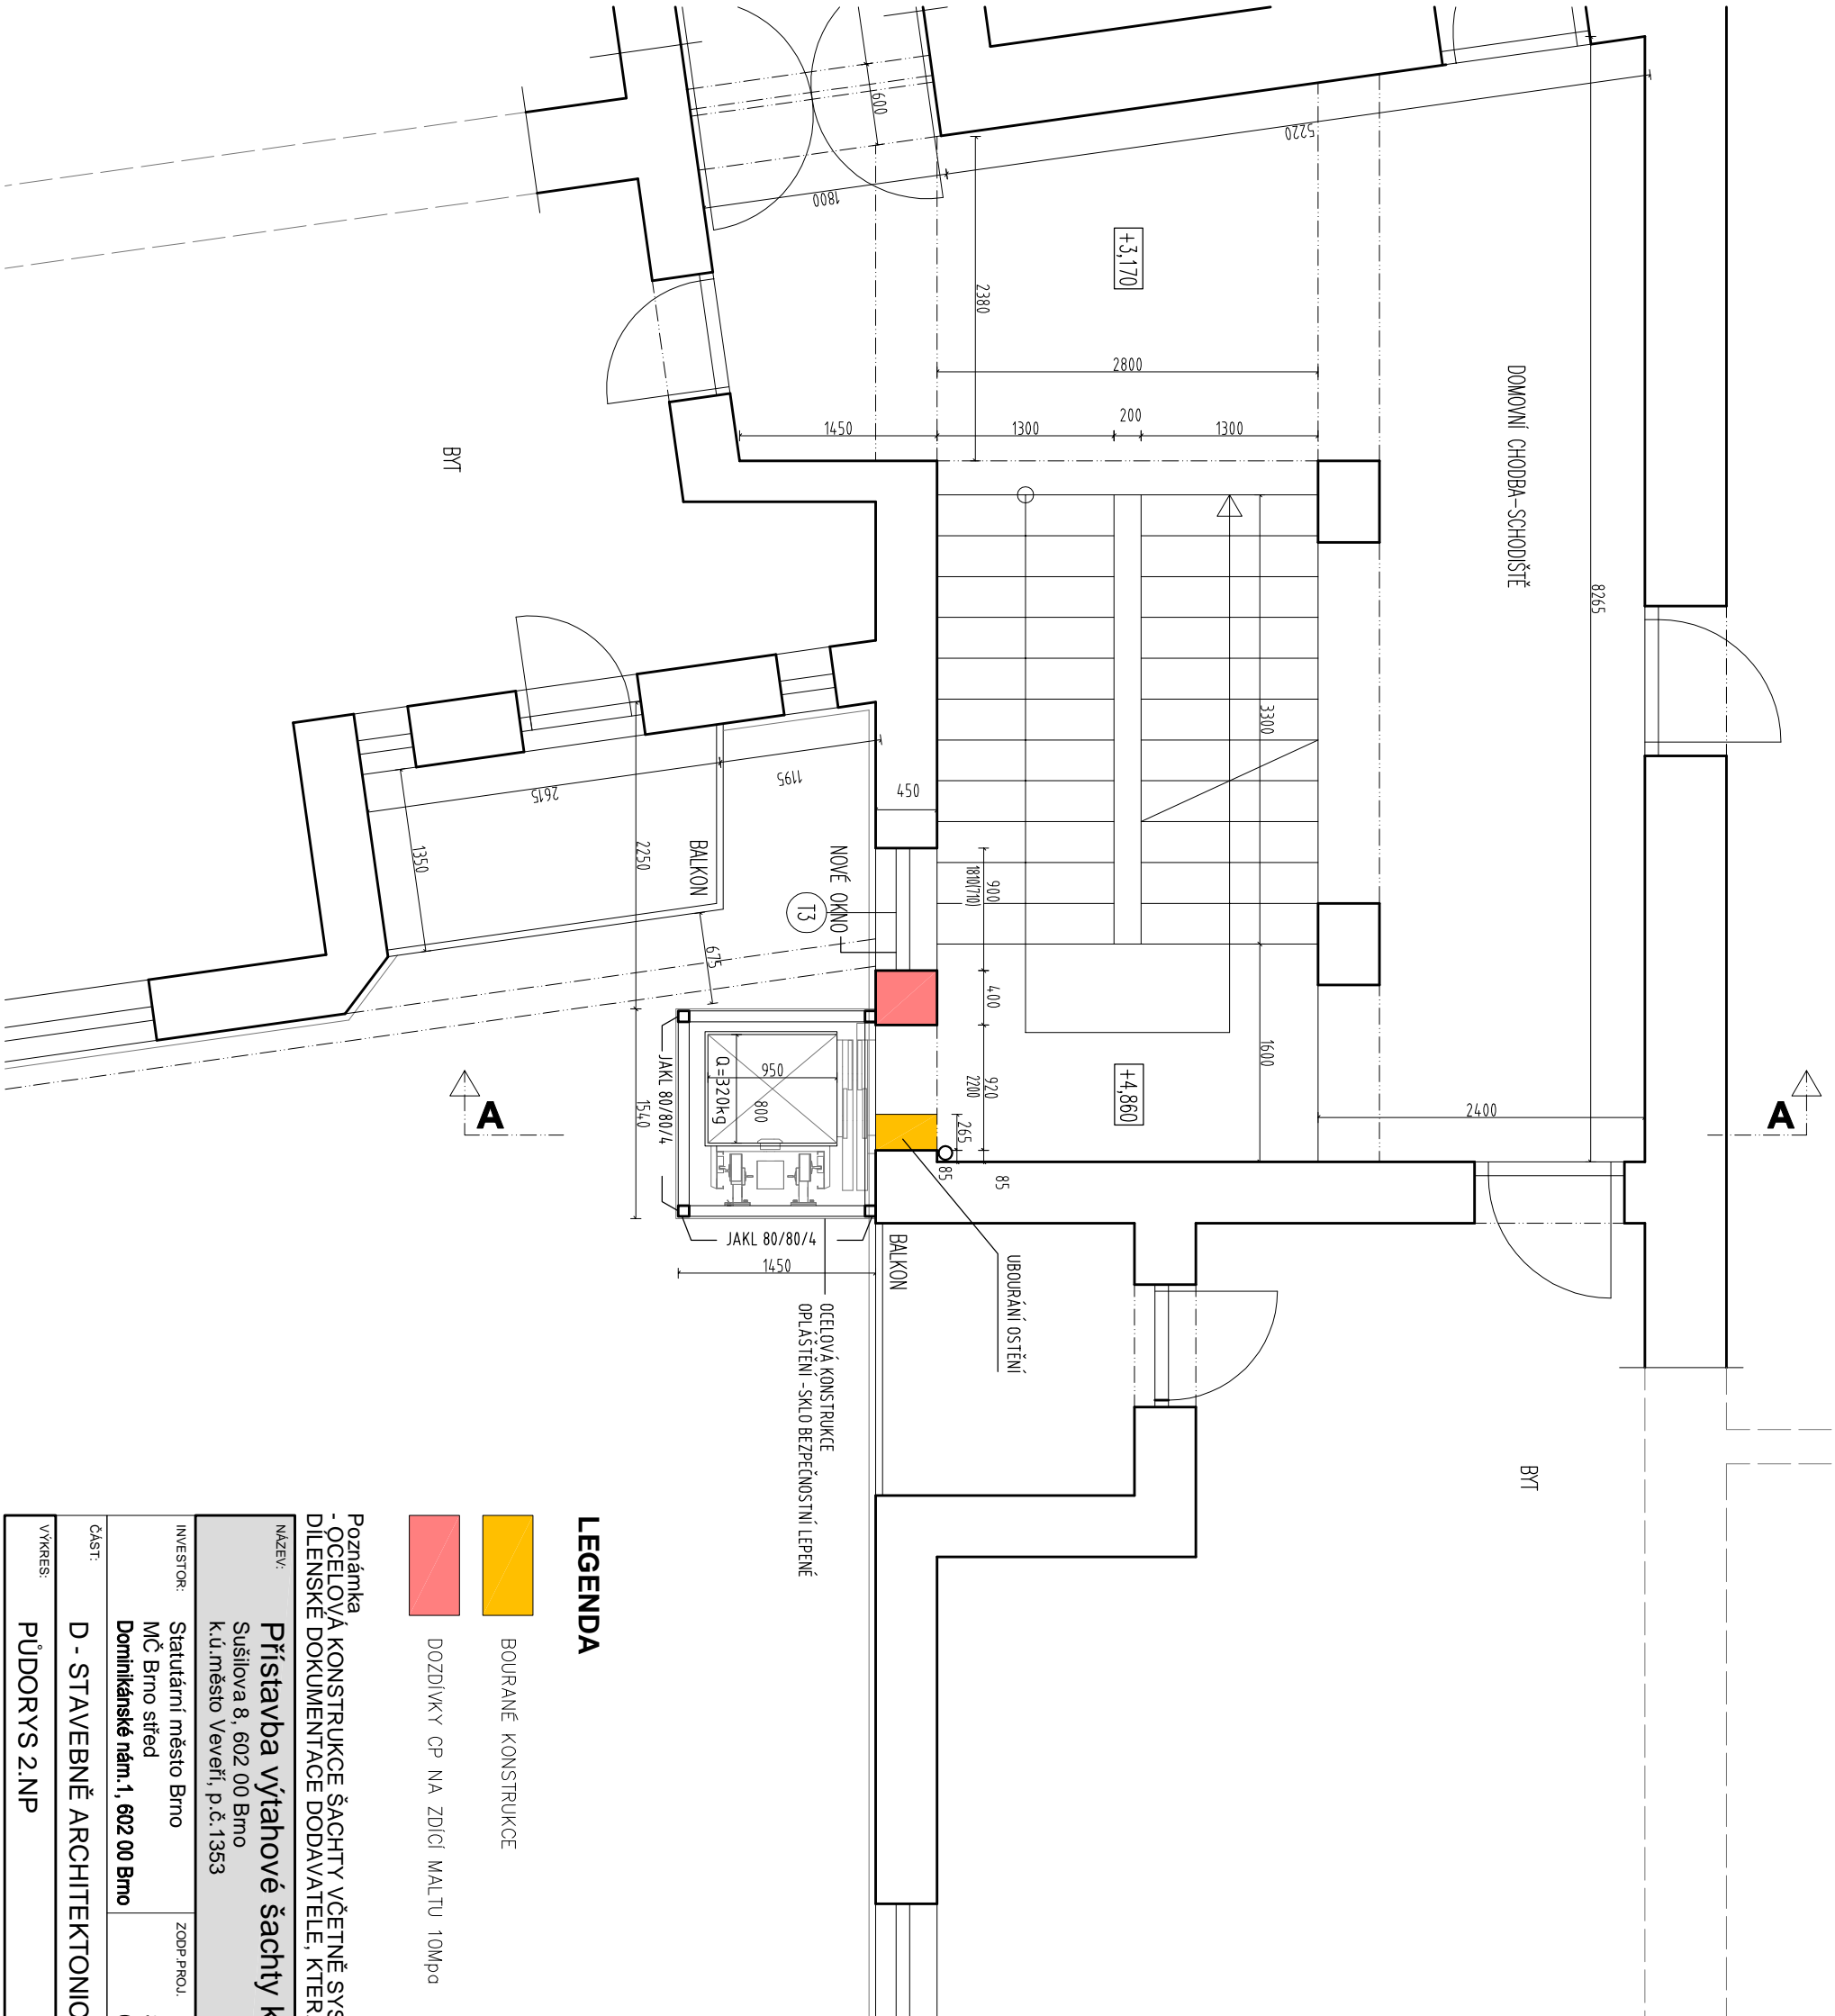 DOMOVNÍ CHODBA-SCHODIŠTĚ
8265
5220
600
1800
+3,170
2380
2800
200
1450
1300
1300
BYT
3300
1600
2400
+4,860
450
900
1810(710)
400
920
2200
265
85
85
NOVÉ OKNO
T3
BALKON
1195
2615
1350
2250
675
1540
JAKL 80/80/4
Q=320kg
950
800
JAKL 80/80/4
1450
BALKON
UBOURÁNÍ OSTĚNÍ
OCELOVÁ KONSTRUKCE
OPLÁŠTĚNÍ -SKLO BEZPEČNOSTNÍ LEPENÉ
A
A
BYT
LEGENDA
BOURANÉ KONSTRUKCE
DOZDÍVKY CP NA ZDÍCÍ MALTU 10Mpa
Poznámka
- OCELOVÁ KONSTRUKCE ŠACHTY VČETNĚ SYS
DÍLENSKÉ DOKUMENTACE DODAVATELE, KTER
NÁZEV:
Přístavba výtahové šachty k
Sušilova 8, 602 00 Brno
k.ú.město Veveří, p.č.1353
INVESTOR:
Statutární město Brno
MČ Brno střed
Dominikánské nám.1, 602 00 Brno
ZODP.PROJ.
ČÁST:
D - STAVEBNĚ ARCHITEKTONIC
VÝKRES:
PŮDORYS 2.NP